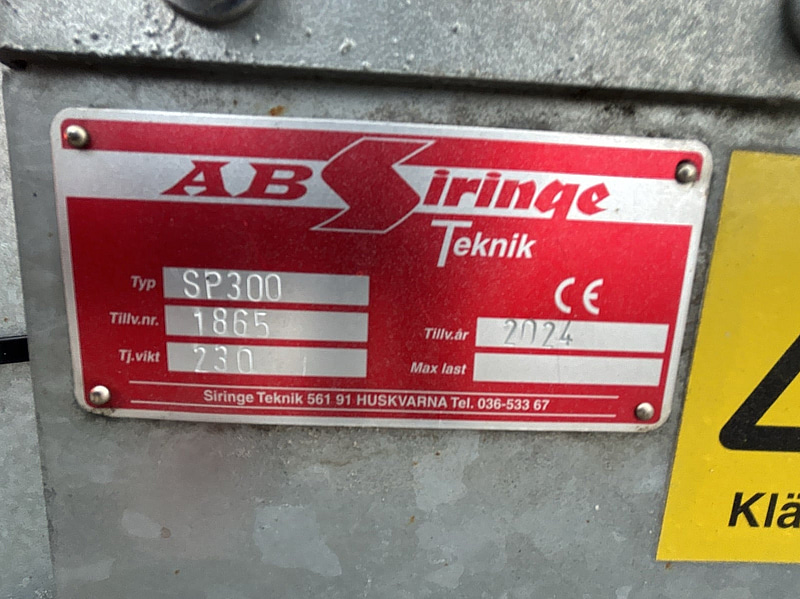 AB Siringe
Teknik
Typ SP300
Tillv.nr. 1865
Tillv.år 2024
Tj.vikt 230
Max last
Siringe Teknik 561 91 HUSKVARNA Tel. 036-533 67
CE
Klä